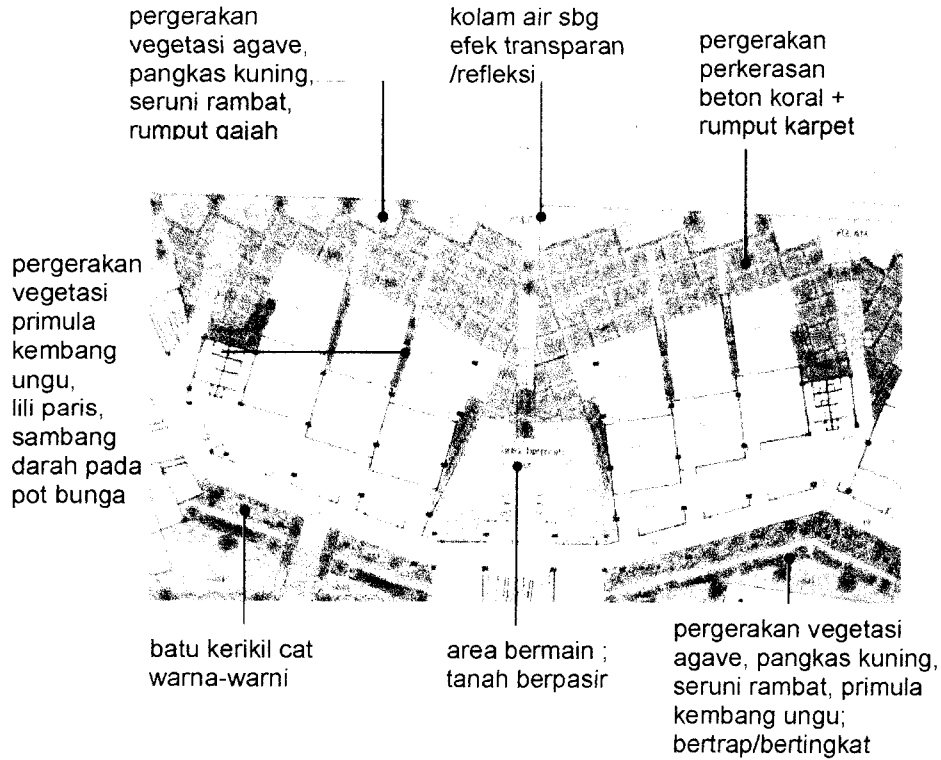 pergerakan
vegetasi agave,
pangkas kuning,
seruni rambat,
rumput gajah
kolam air sbg
efek transparan
/refleksi
pergerakan
perkerasan
beton koral +
rumput karpet
pergerakan
vegetasi
primula
kembang
ungu,
lili paris,
sambang
darah pada
pot bunga
batu kerikil cat
warna-warni
area bermain ;
tanah berpasir
pergerakan vegetasi
agave, pangkas kuning,
seruni rambat, primula
kembang ungu;
bertrap/bertingkat